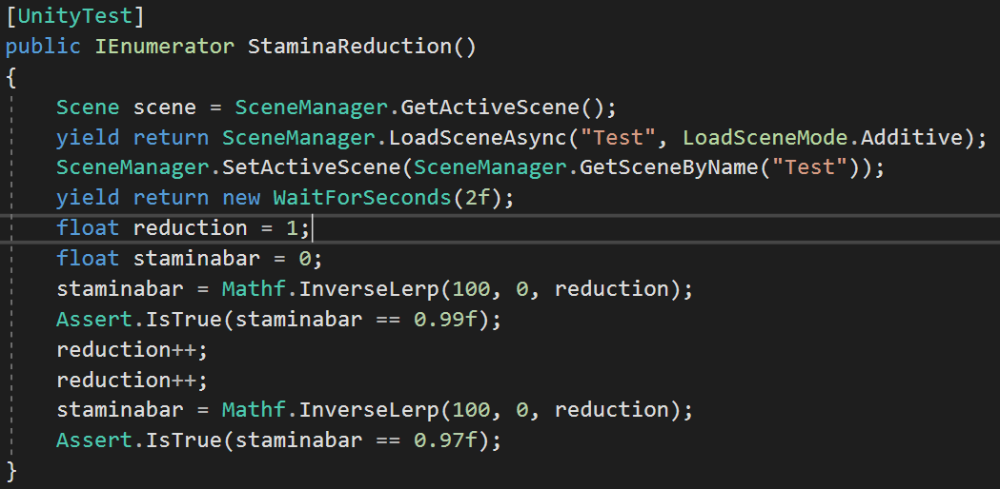 [UnityTest]
public IEnumerator StaminaReduction()
{
    Scene scene = SceneManager.GetActiveScene();
    yield return SceneManager.LoadSceneAsync("Test", LoadSceneMode.Additive);
    SceneManager.SetActiveScene(SceneManager.GetSceneByName("Test"));
    yield return new WaitForSeconds(2f);
    float reduction = 1;
    float staminabar = 0;
    staminabar = Mathf.InverseLerp(100, 0, reduction);
    Assert.IsTrue(staminabar == 0.99f);
    reduction++;
    reduction++;
    staminabar = Mathf.InverseLerp(100, 0, reduction);
    Assert.IsTrue(staminabar == 0.97f);
}